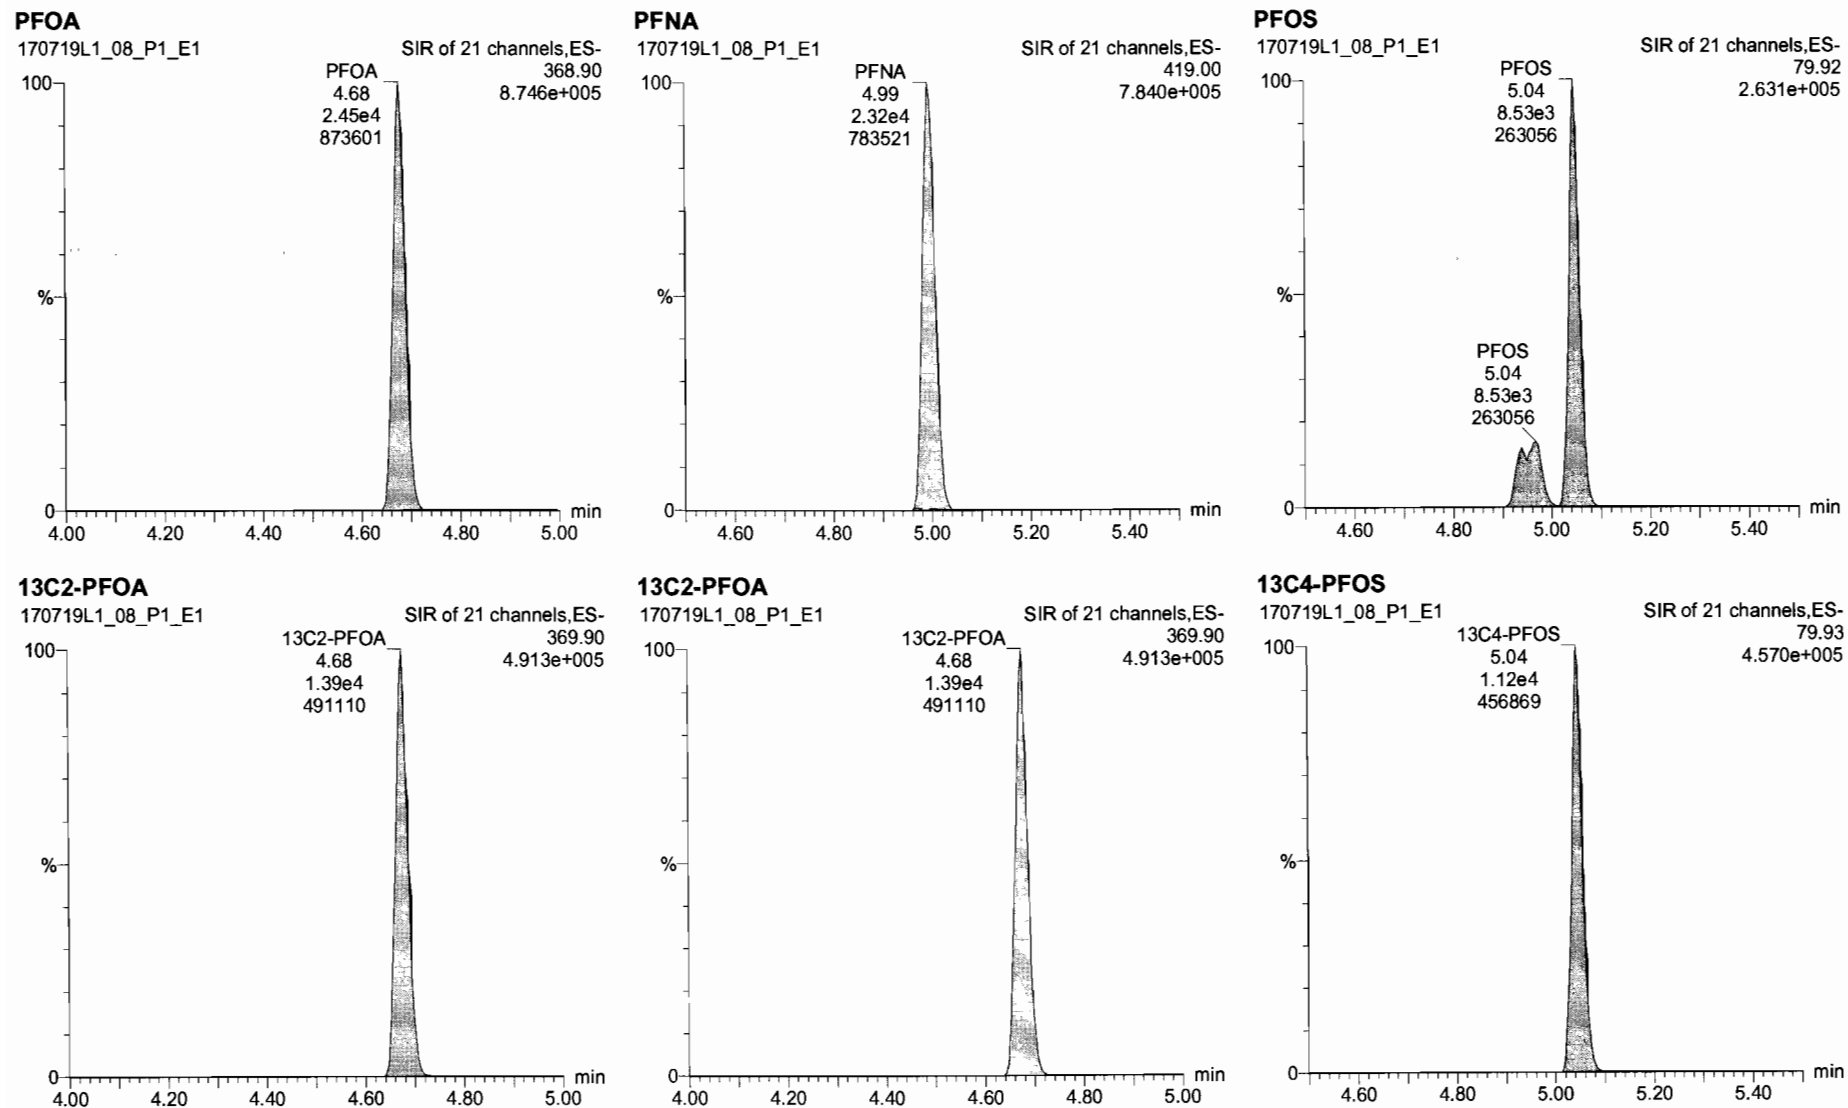 PFOA
170719L1_08_P1_E1
SIR of 21 channels,ES-
368.90
8.746e+005
PFOA
4.68
2.45e4
873601
100
%
0
4.00 4.20 4.40 4.60 4.80 5.00
min
PFNA
170719L1_08_P1_E1
SIR of 21 channels,ES-
419.00
7.840e+005
PFNA
4.99
2.32e4
783521
100
%
0
4.60 4.80 5.00 5.20 5.40
min
PFOS
170719L1_08_P1_E1
SIR of 21 channels,ES-
79.92
2.631e+005
PFOS
5.04
8.53e3
263056
PFOS
5.04
8.53e3
263056
100
%
0
4.60 4.80 5.00 5.20 5.40
min
13C2-PFOA
170719L1_08_P1_E1
SIR of 21 channels,ES-
369.90
4.913e+005
13C2-PFOA
4.68
1.39e4
491110
100
%
0
4.00 4.20 4.40 4.60 4.80 5.00
min
13C2-PFOA
170719L1_08_P1_E1
SIR of 21 channels,ES-
369.90
4.913e+005
13C2-PFOA
4.68
1.39e4
491110
100
%
0
4.00 4.20 4.40 4.60 4.80 5.00
min
13C4-PFOS
170719L1_08_P1_E1
SIR of 21 channels,ES-
79.93
4.570e+005
13C4-PFOS
5.04
1.12e4
456869
100
%
0
4.60 4.80 5.00 5.20 5.40
min